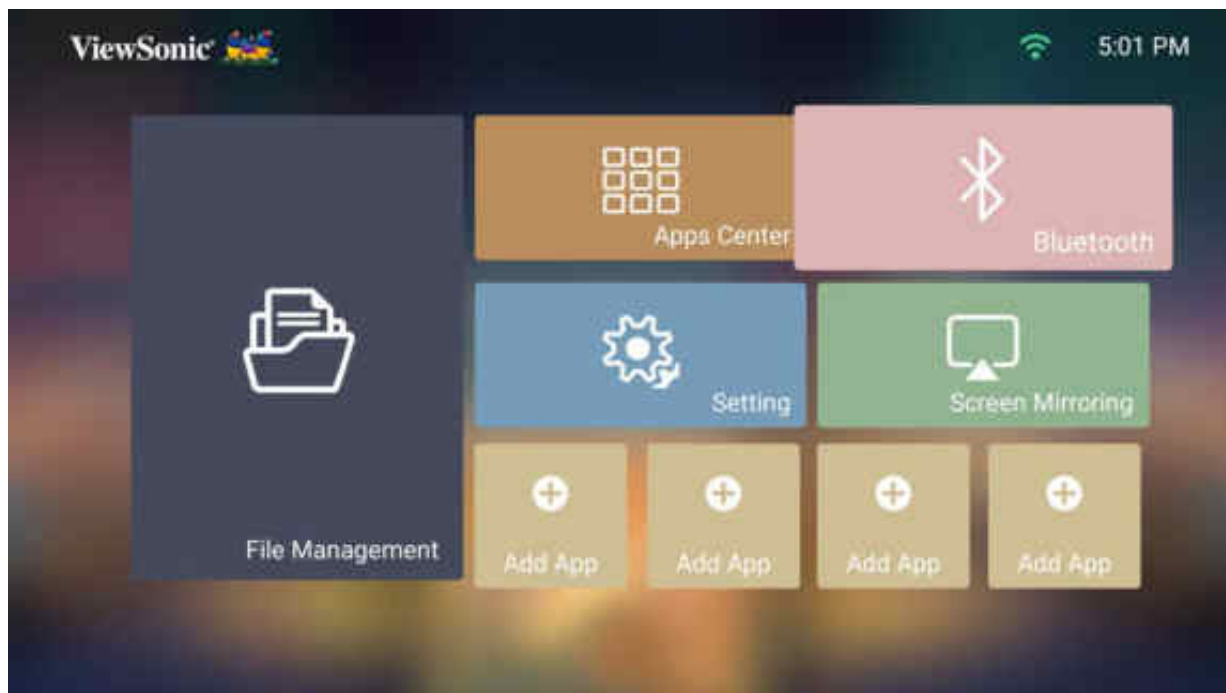 ViewSonic
5:01 PM
Apps Center
Bluetooth
Setting
Screen Mirroring
File Management
Add App
Add App
Add App
Add App